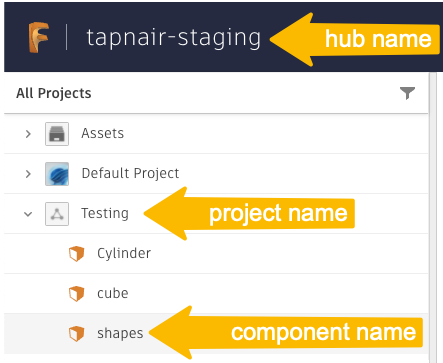 tapnair-staging hub name
All Projects
Assets
Default Project
Testing project name
Cylinder
cube
shapes component name